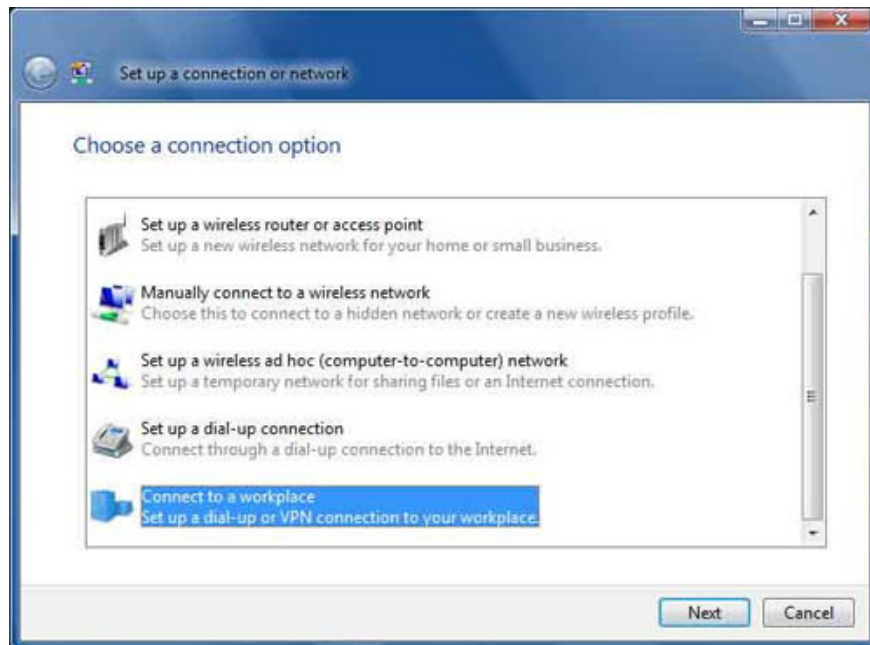 Set up a connection or network
Choose a connection option
Set up a wireless router or access point
Set up a new wireless network for your home or small business.
Manually connect to a wireless network
Choose this to connect to a hidden network or create a new wireless profile.
Set up a wireless ad hoc (computer-to-computer) network
Set up a temporary network for sharing files or an Internet connection.
Set up a dial-up connection
Connect through a dial-up connection to the Internet.
Connect to a workplace
Set up a dial-up or VPN connection to your workplace.
Next Cancel